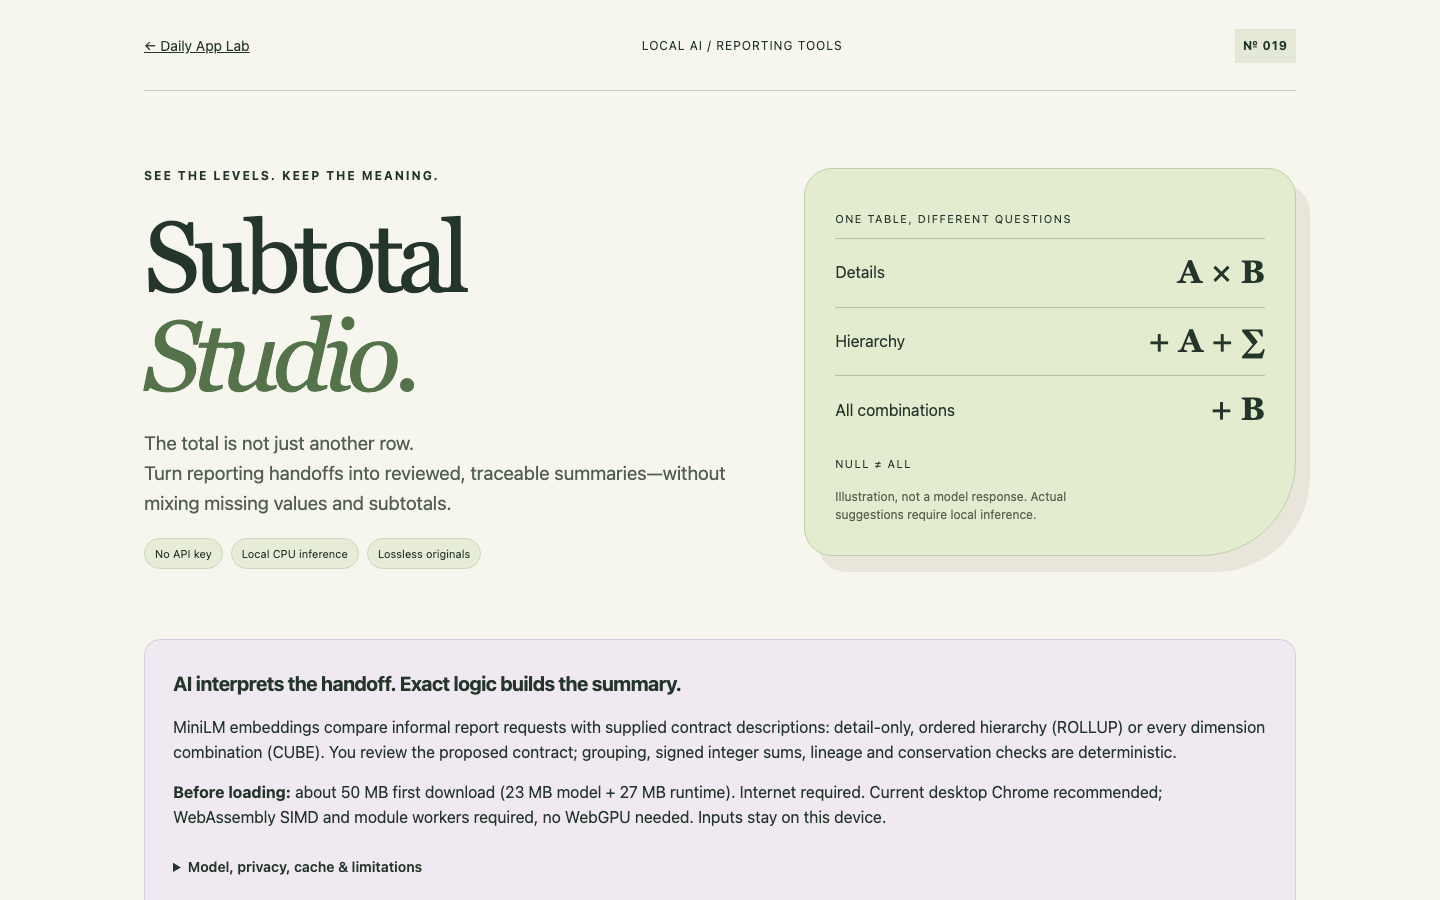 ← Daily App Lab
LOCAL AI / REPORTING TOOLS
Nº 019
SEE THE LEVELS. KEEP THE MEANING.
Subtotal
Studio.
The total is not just another row.
Turn reporting handoffs into reviewed, traceable summaries—without
mixing missing values and subtotals.
No API key
Local CPU inference
Lossless originals
ONE TABLE, DIFFERENT QUESTIONS
Details A × B
Hierarchy + A + ∑
All combinations + B
NULL ≠ ALL
Illustration, not a model response. Actual
suggestions require local inference.
AI interprets the handoff. Exact logic builds the summary.
MiniLM embeddings compare informal report requests with supplied contract descriptions: detail-only, ordered hierarchy (ROLLUP) or every dimension
combination (CUBE). You review the proposed contract; grouping, signed integer sums, lineage and conservation checks are deterministic.
Before loading: about 50 MB first download (23 MB model + 27 MB runtime). Internet required. Current desktop Chrome recommended;
WebAssembly SIMD and module workers required, no WebGPU needed. Inputs stay on this device.
▶ Model, privacy, cache & limitations